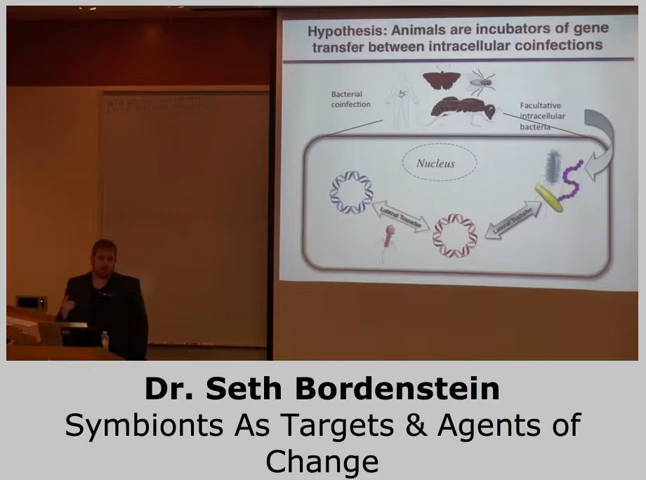 Hypothesis: Animals are incubators of gene
transfer between intracellular coinfections
Bacterial
coinfection
Facultative
intracellular
bacteria
Nucleus
Lateral Transfer
Lateral Transfer
Dr. Seth Bordenstein
Symbionts As Targets & Agents of
Change